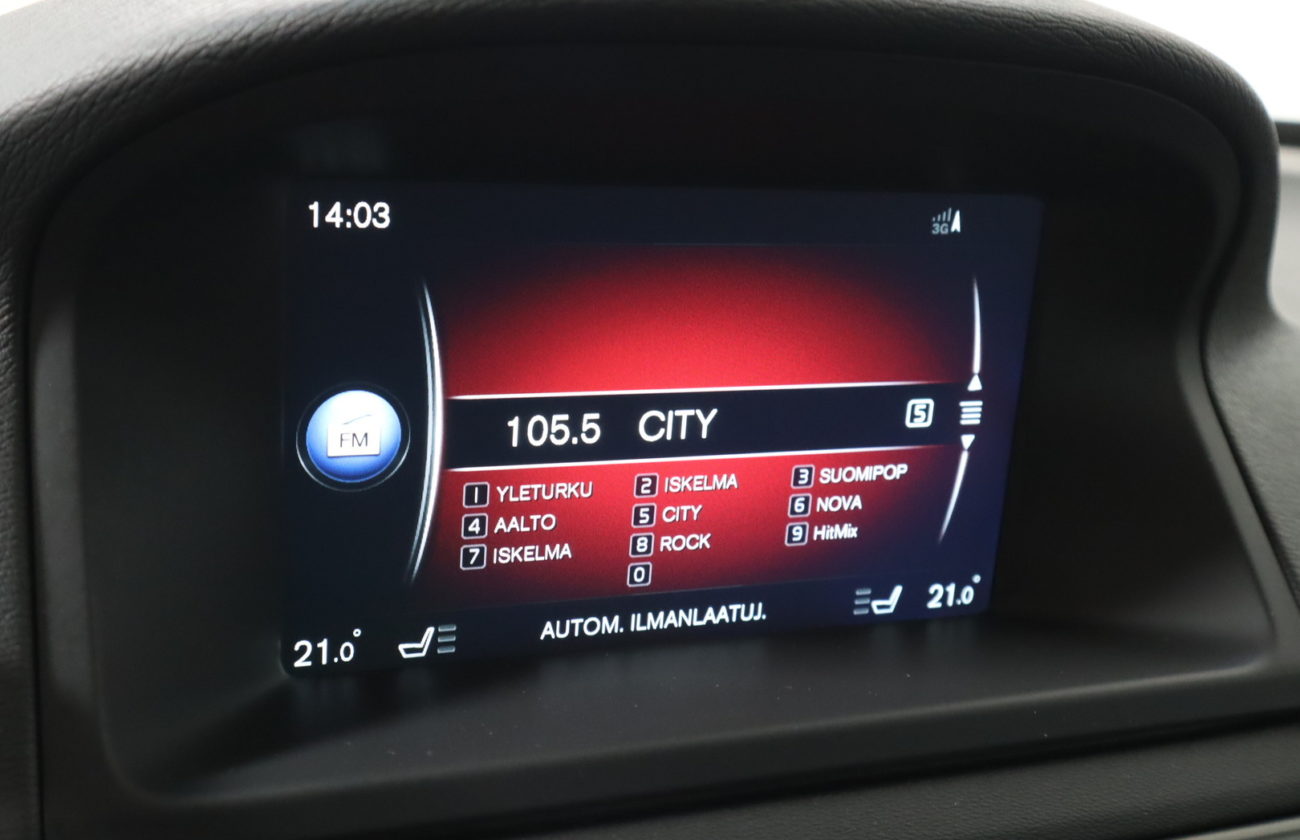 14:03
3G
FM
105.5 CITY 5
1 YLETURKU 2 ISKELMA 3 SUOMIPOP
4 AALTO 5 CITY 6 NOVA
7 ISKELMA 8 ROCK 9 HitMix
0
21.0° AUTOM. ILMANLAATUJ. 21.0°